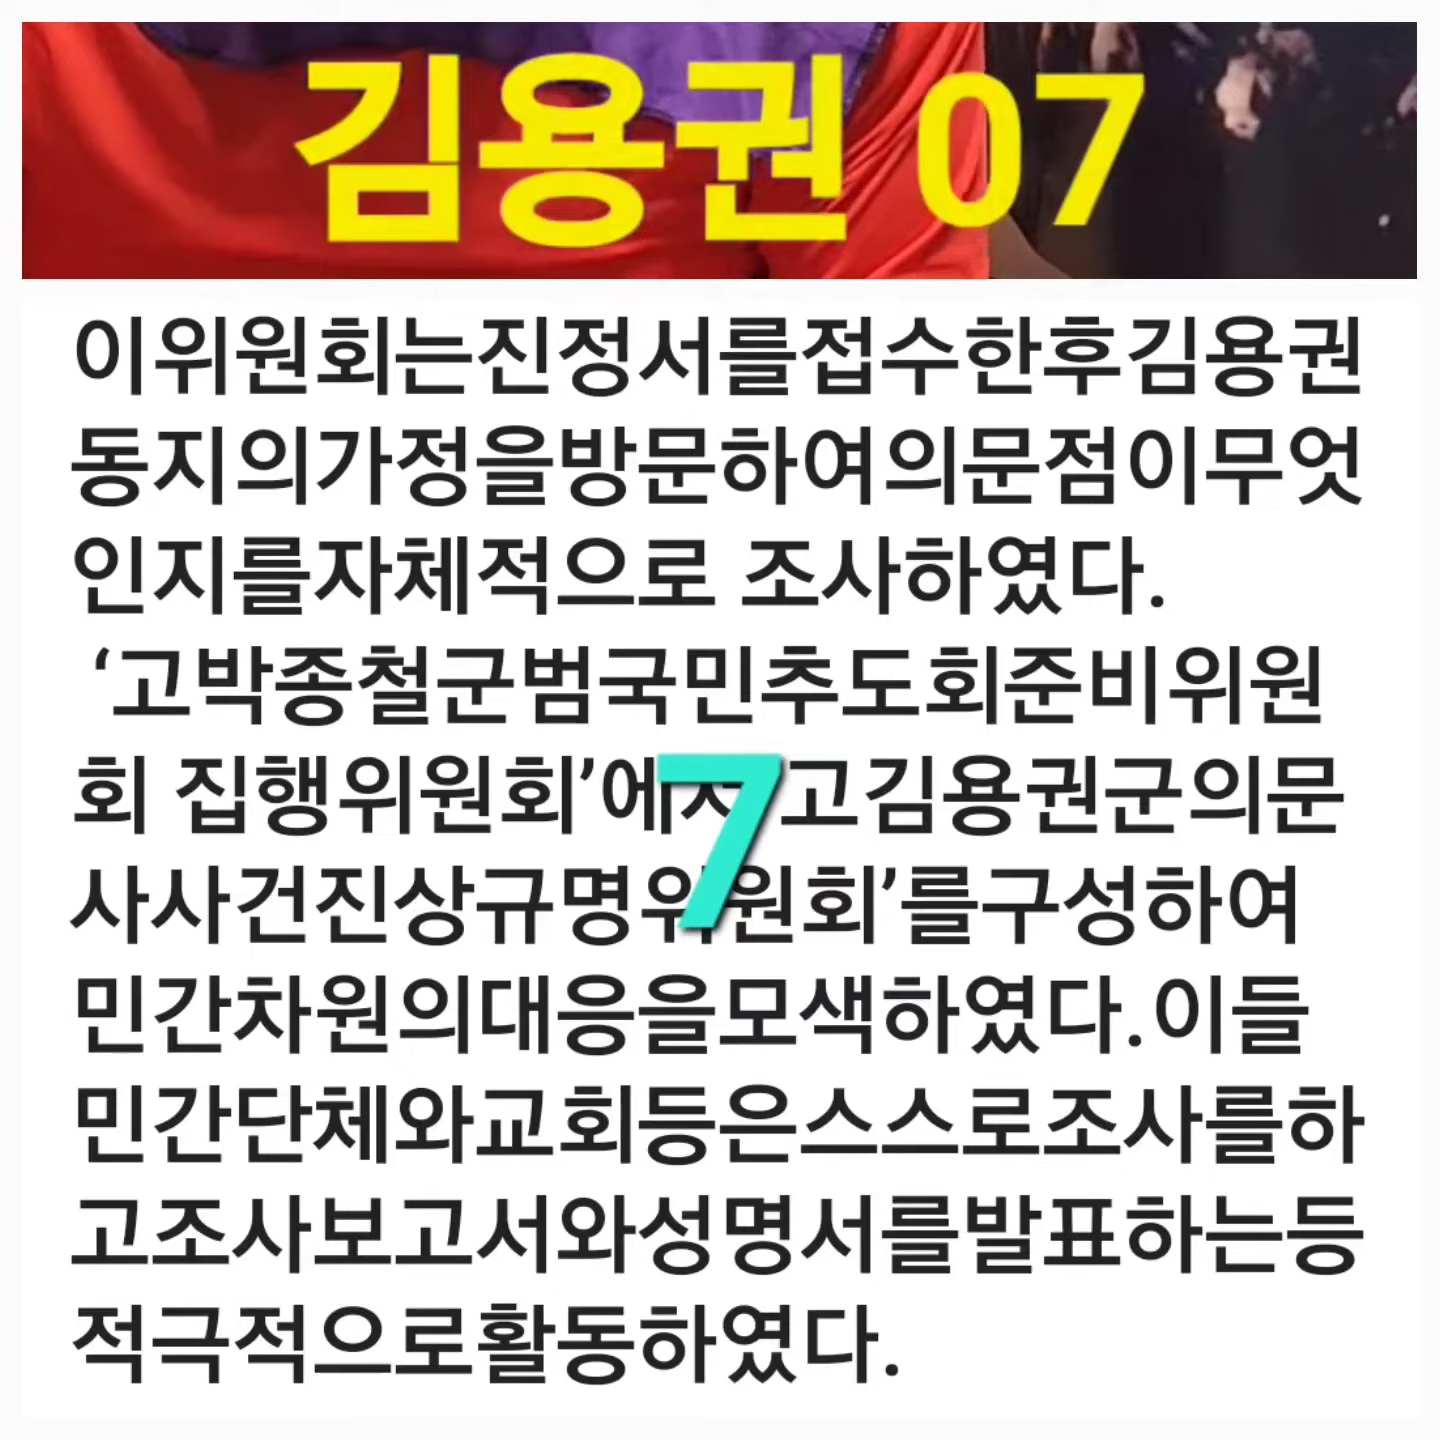 김용권 07
이위원회는진정서를접수한후김용권
동지의가정을방문하여의문점이무엇
인지를자체적으로 조사하였다.
‘고박종철군범국민추도회준비위원
회 집행위원회’에서 고김용권군의문
사사건진상규명위원회’를구성하여
민간차원의대응을모색하였다.이들
민간단체와교회등은스스로조사를하
고조사보고서와성명서를발표하는등
적극적으로활동하였다.
7